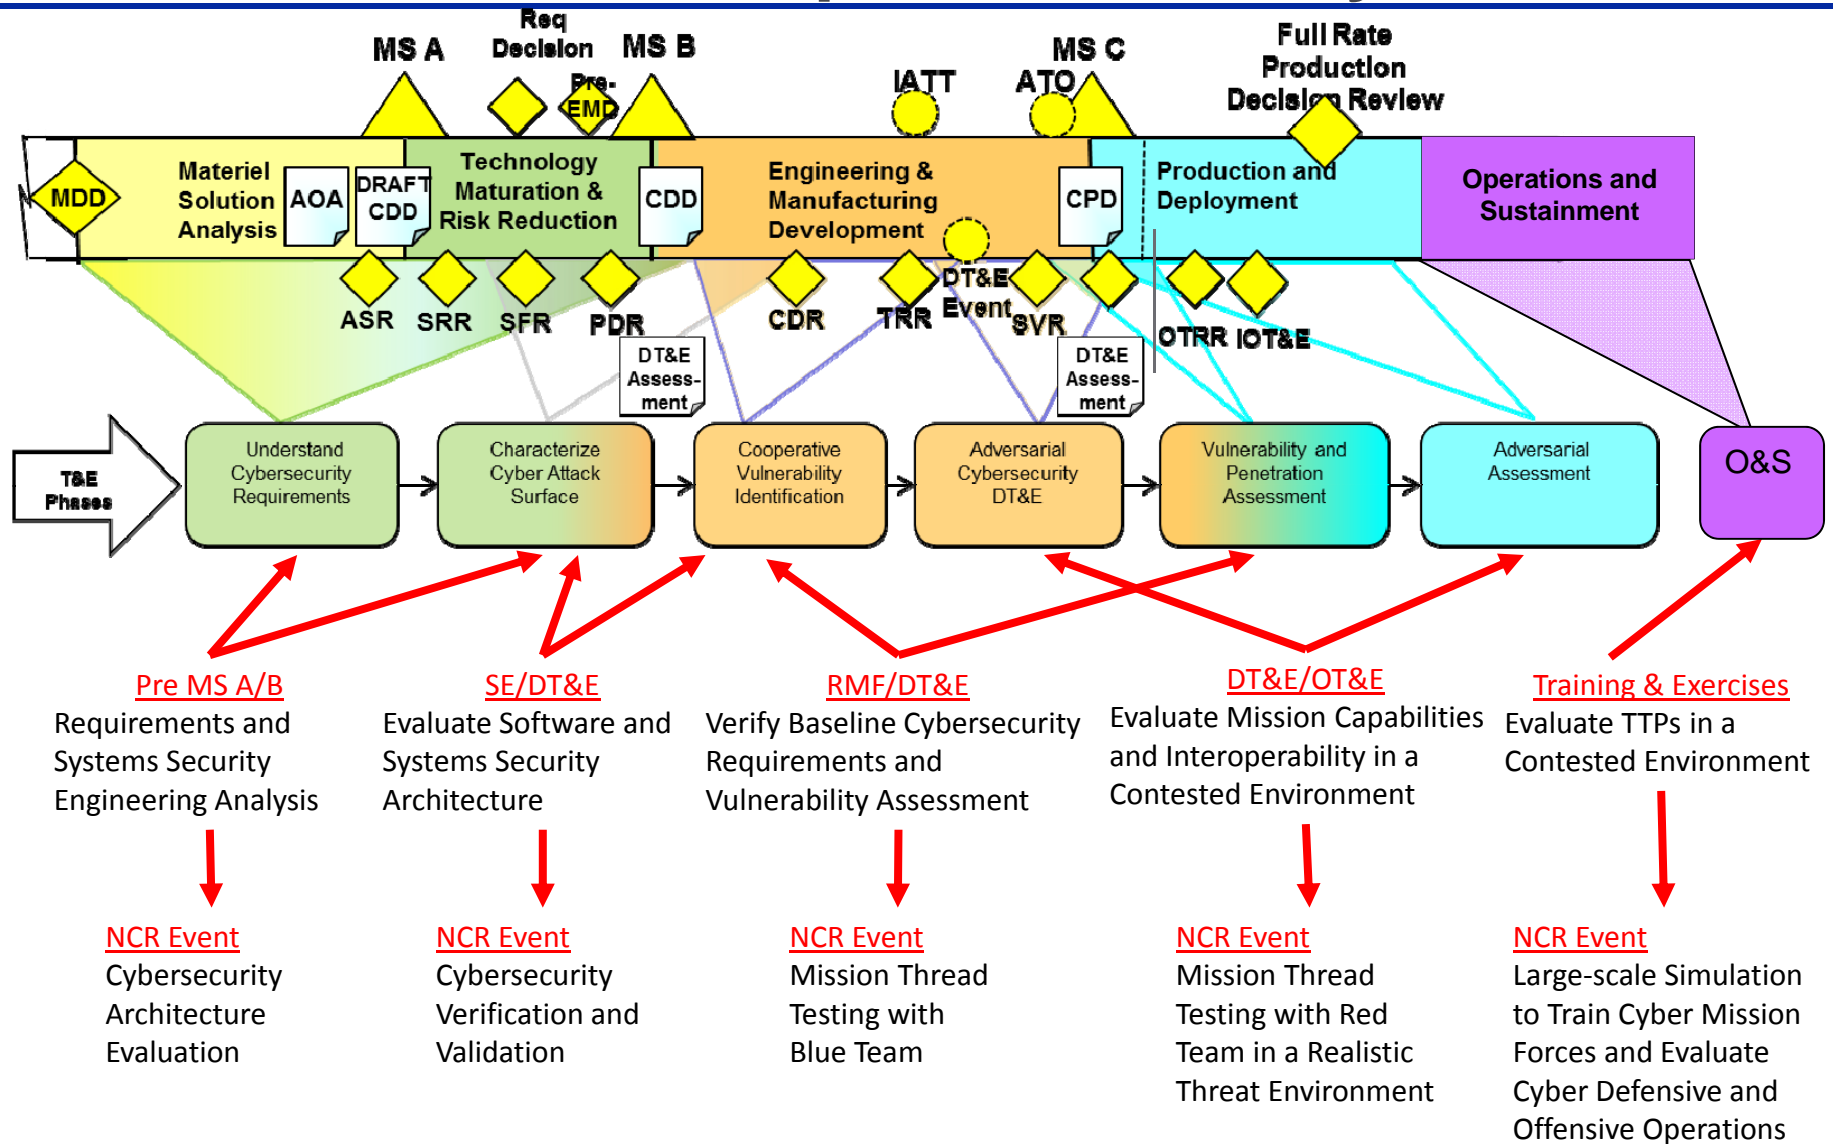 Req
Decision
MS A
MS B
Pre-
EMD
IATT
ATO
MS C
Full Rate
Production
Decision Review
MDD
Materiel
Solution
Analysis
AOA
DRAFT
CDD
Technology
Maturation &
Risk Reduction
CDD
Engineering &
Manufacturing
Development
CPD
Production and
Deployment
Operations and
Sustainment
ASR
SRR
SFR
PDR
CDR
TRR
DT&E
Event
SVR
OTRR
IOT&E
DT&E
Assess-
ment
DT&E
Assess-
ment
T&E
Phases
Understand
Cybersecurity
Requirements
Characterize
Cyber Attack
Surface
Cooperative
Vulnerability
Identification
Adversarial
Cybersecurity
DT&E
Vulnerability and
Penetration
Assessment
Adversarial
Assessment
O&S
Pre MS A/B
Requirements and
Systems Security
Engineering Analysis
SE/DT&E
Evaluate Software and
Systems Security
Architecture
RMF/DT&E
Verify Baseline Cybersecurity
Requirements and
Vulnerability Assessment
DT&E/OT&E
Evaluate Mission Capabilities
and Interoperability in a
Contested Environment
Training & Exercises
Evaluate TTPs in a
Contested Environment
NCR Event
Cybersecurity
Architecture
Evaluation
NCR Event
Cybersecurity
Verification and
Validation
NCR Event
Mission Thread
Testing with
Blue Team
NCR Event
Mission Thread
Testing with Red
Team in a Realistic
Threat Environment
NCR Event
Large-scale Simulation
to Train Cyber Mission
Forces and Evaluate
Cyber Defensive and
Offensive Operations